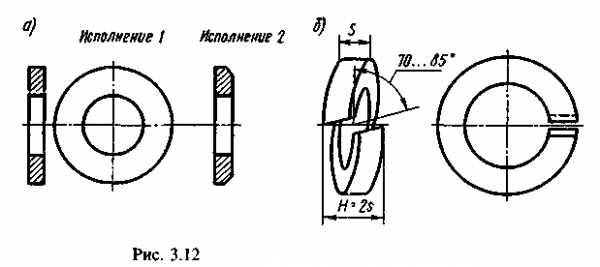 а)
Исполнение 1
Исполнение 2
б)
s
70...85°
H=2s
Рис. 3.12